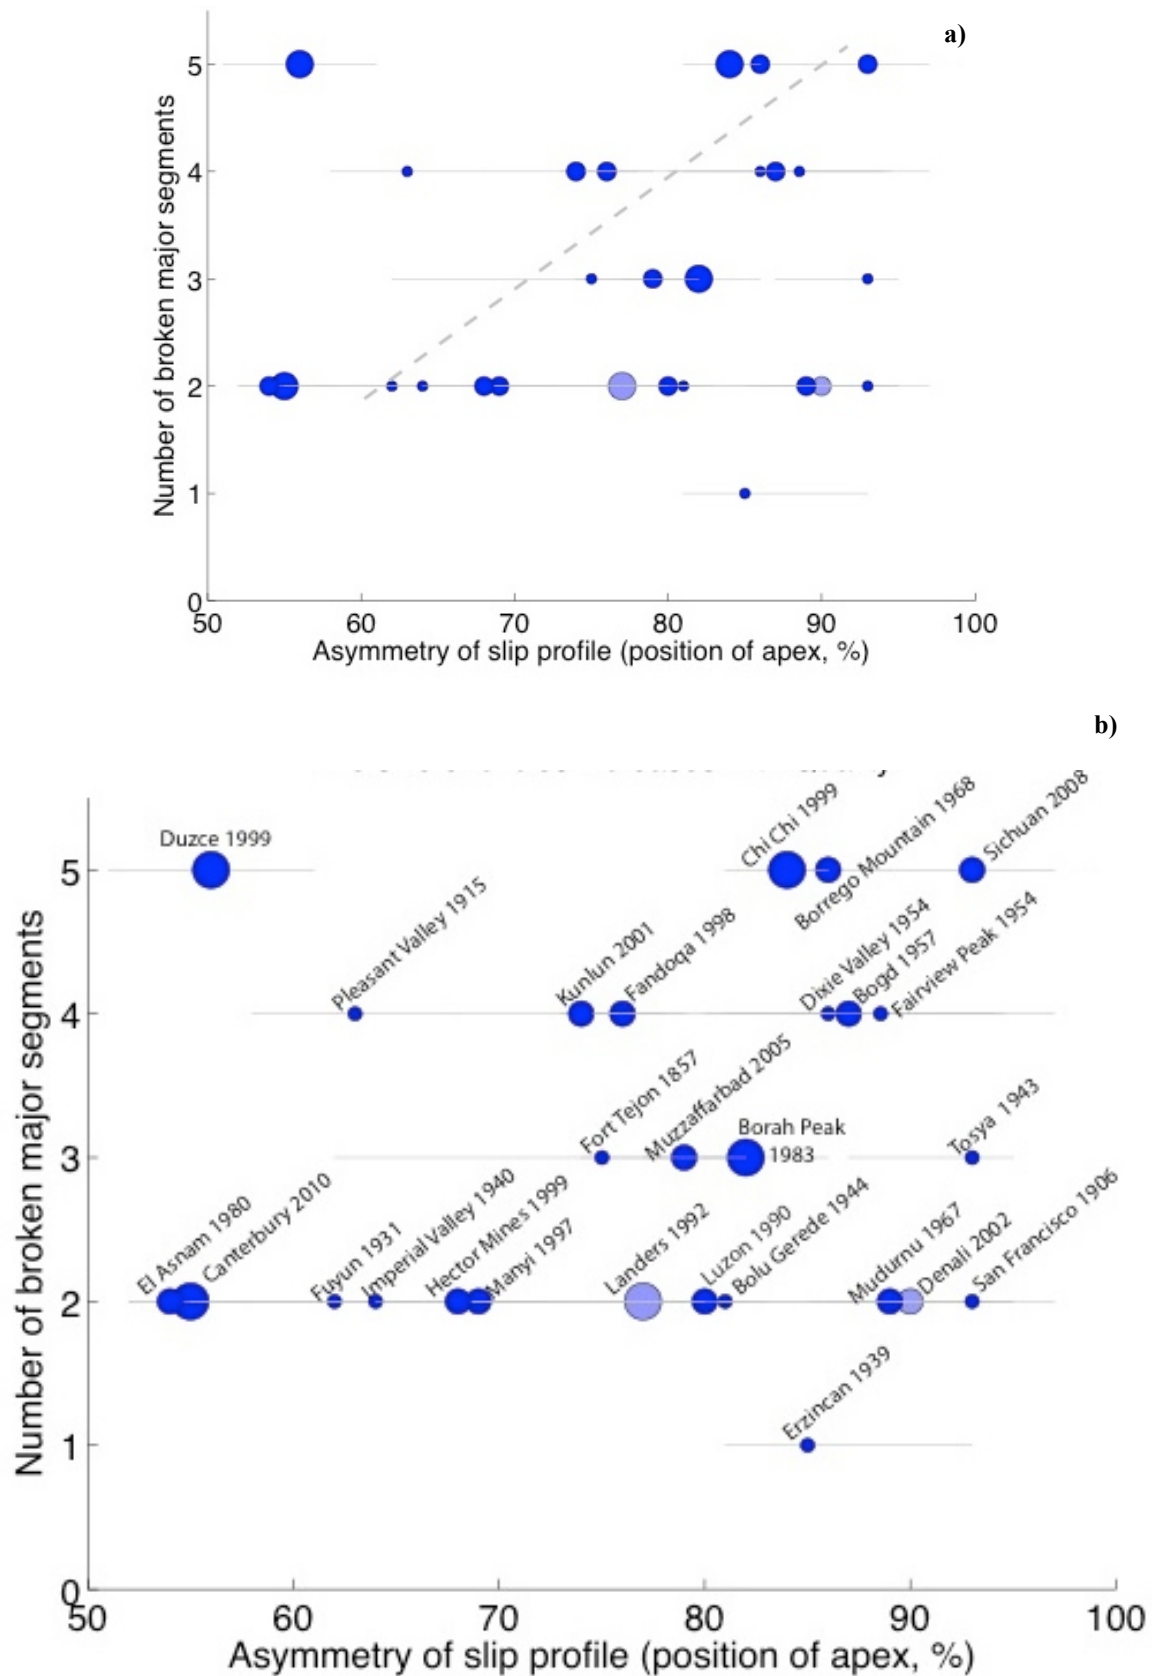 a)
5
4
3
2
1
0
Number of broken major segments
50 60 70 80 90 100
Asymmetry of slip profile (position of apex, %)
b)
5
4
3
2
1
0
Number of broken major segments
Duzce 1999
Chi Chi 1999
Borrego Mountain 1968
Sichuan 2008
Pleasant Valley 1915
Kunlun 2001
Fandoqa 1998
Dixie Valley 1954
Bogd 1957
Fairview Peak 1954
Fort Tejon 1857
Muzzaffarbad 2005
Borah Peak
1983
Tosya 1943
El Asnam 1980
Canterbury 2010
Fuyun 1931
Imperial Valley 1940
Hector Mines 1999
Manyi 1997
Landers 1992
Luzon 1990
Bolu Gerede 1944
Mudurnu 1967
Denali 2002
San Francisco 1906
Erzincan 1939
50 60 70 80 90 100
Asymmetry of slip profile (position of apex, %)